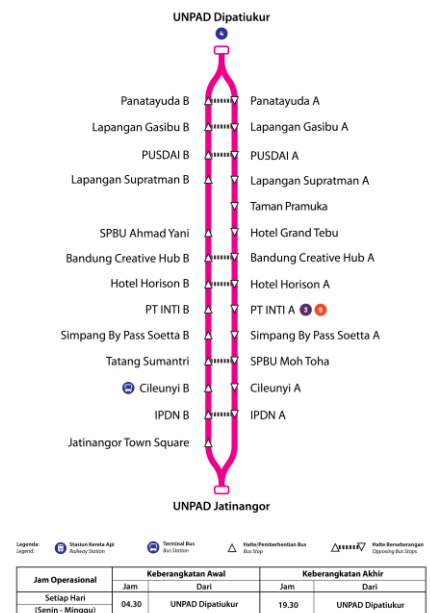 UNPAD Dipatiukur
4
Panatayuda B Panatayuda A
Lapangan Gasibu B Lapangan Gasibu A
PUSDAI B PUSDAI A
Lapangan Supratman B Lapangan Supratman A
Taman Pramuka
SPBU Ahmad Yani Hotel Grand Tebu
Bandung Creative Hub B Bandung Creative Hub A
Hotel Horison B Hotel Horison A
PT INTI B PT INTI A 3
Simpang By Pass Soetta B Simpang By Pass Soetta A
Tatang Sumantri SPBU Moh Toha
Cileunyi B Cileunyi A
IPDN B IPDN A
Jatinangor Town Square
UNPAD Jatinangor
Legenda: Stasiun Kereta Api Terminal Bus Halte/Pemberhentian Bus Halte Berseberangan
Legend: Railway Station Bus Station Bus Stop Opposing Bus Stops
Jam Operasional Keberangkatan Awal Keberangkatan Akhir
Jam Dari Jam Dari
Setiap Hari
(Senin - Minggu) 04.30 UNPAD Dipatiukur 19.30 UNPAD Dipatiukur